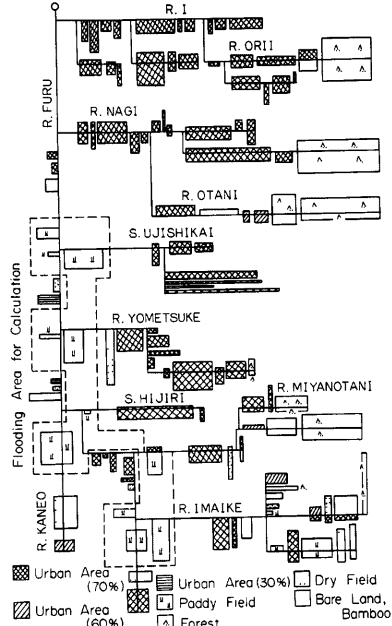 R. I
R. ORII
R. FURU
R. NAGI
R. OTANI
S. UJISHIKAI
Flooding Area for Calculation
R. YOMETSUKE
R. MIYANOTANI
S. HIJIRI
R. IMAIKE
R. KANEO
Urban Area (70%)
Urban Area (30%)
Dry Field
Urban Area (60%)
Paddy Field
Bare Land, Bamboo
Forest